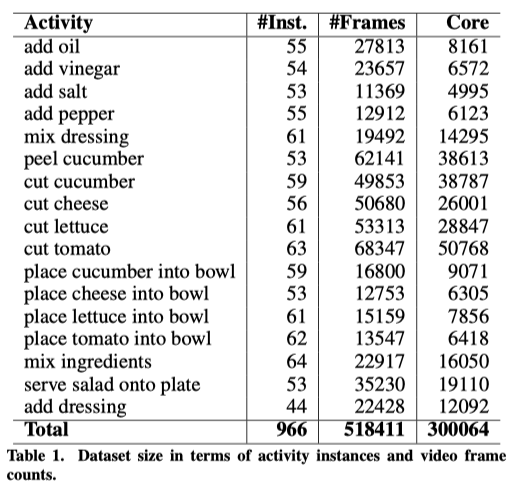 Activity #Inst. #Frames Core
add oil 55 27813 8161
add vinegar 54 23657 6572
add salt 53 11369 4995
add pepper 55 12912 6123
mix dressing 61 19492 14295
peel cucumber 53 62141 38613
cut cucumber 59 49853 38787
cut cheese 56 50680 26001
cut lettuce 61 53313 28847
cut tomato 63 68347 50768
place cucumber into bowl 59 16800 9071
place cheese into bowl 53 12753 6305
place lettuce into bowl 61 15159 7856
place tomato into bowl 62 13547 6418
mix ingredients 64 22917 16050
serve salad onto plate 53 35230 19110
add dressing 44 22428 12092
Total 966 518411 300064
Table 1. Dataset size in terms of activity instances and video frame
counts.